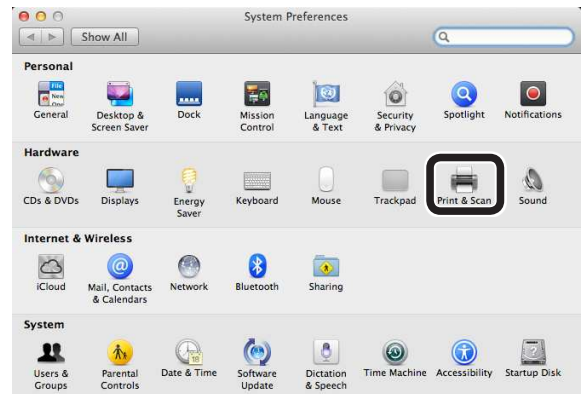 System Preferences
Show All
Personal
General
Desktop & Screen Saver
Dock
Mission Control
Language & Text
Security & Privacy
Spotlight
Notifications
Hardware
CDs & DVDs
Displays
Energy Saver
Keyboard
Mouse
Trackpad
Print & Scan
Sound
Internet & Wireless
iCloud
Mail, Contacts & Calendars
Network
Bluetooth
Sharing
System
Users & Groups
Parental Controls
Date & Time
Software Update
Dictation & Speech
Time Machine
Accessibility
Startup Disk